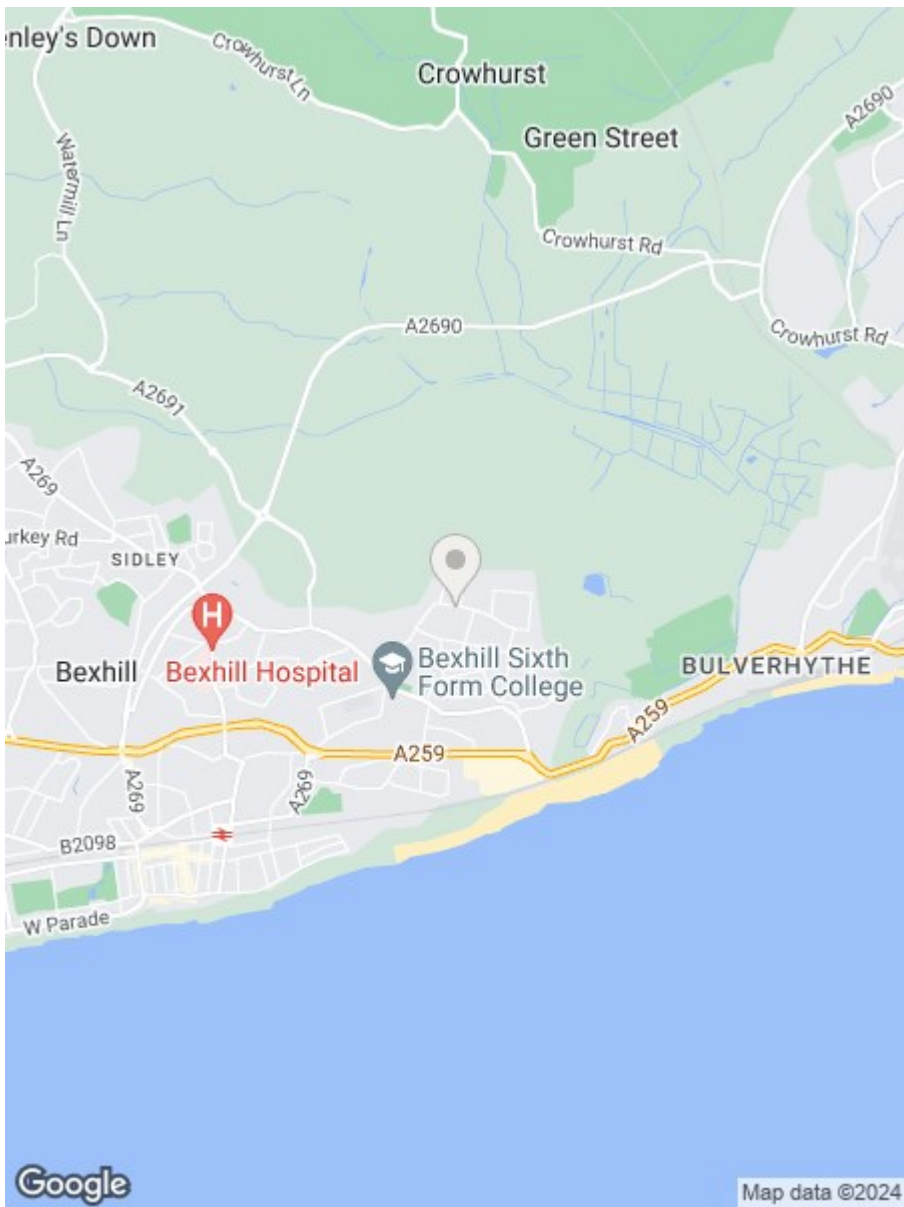 enley's Down
Crowhurst Ln
Crowhurst
A2690
Green Street
Watermill Ln
Crowhurst Rd
A2690
Crowhurst Rd
A2691
A269
urkey Rd
SIDLEY
H
Bexhill
Bexhill Hospital
Bexhill Sixth
Form College
BULVERHYTHE
A259
A259
A269
A269
B2098
W Parade
Google
Map data ©2024